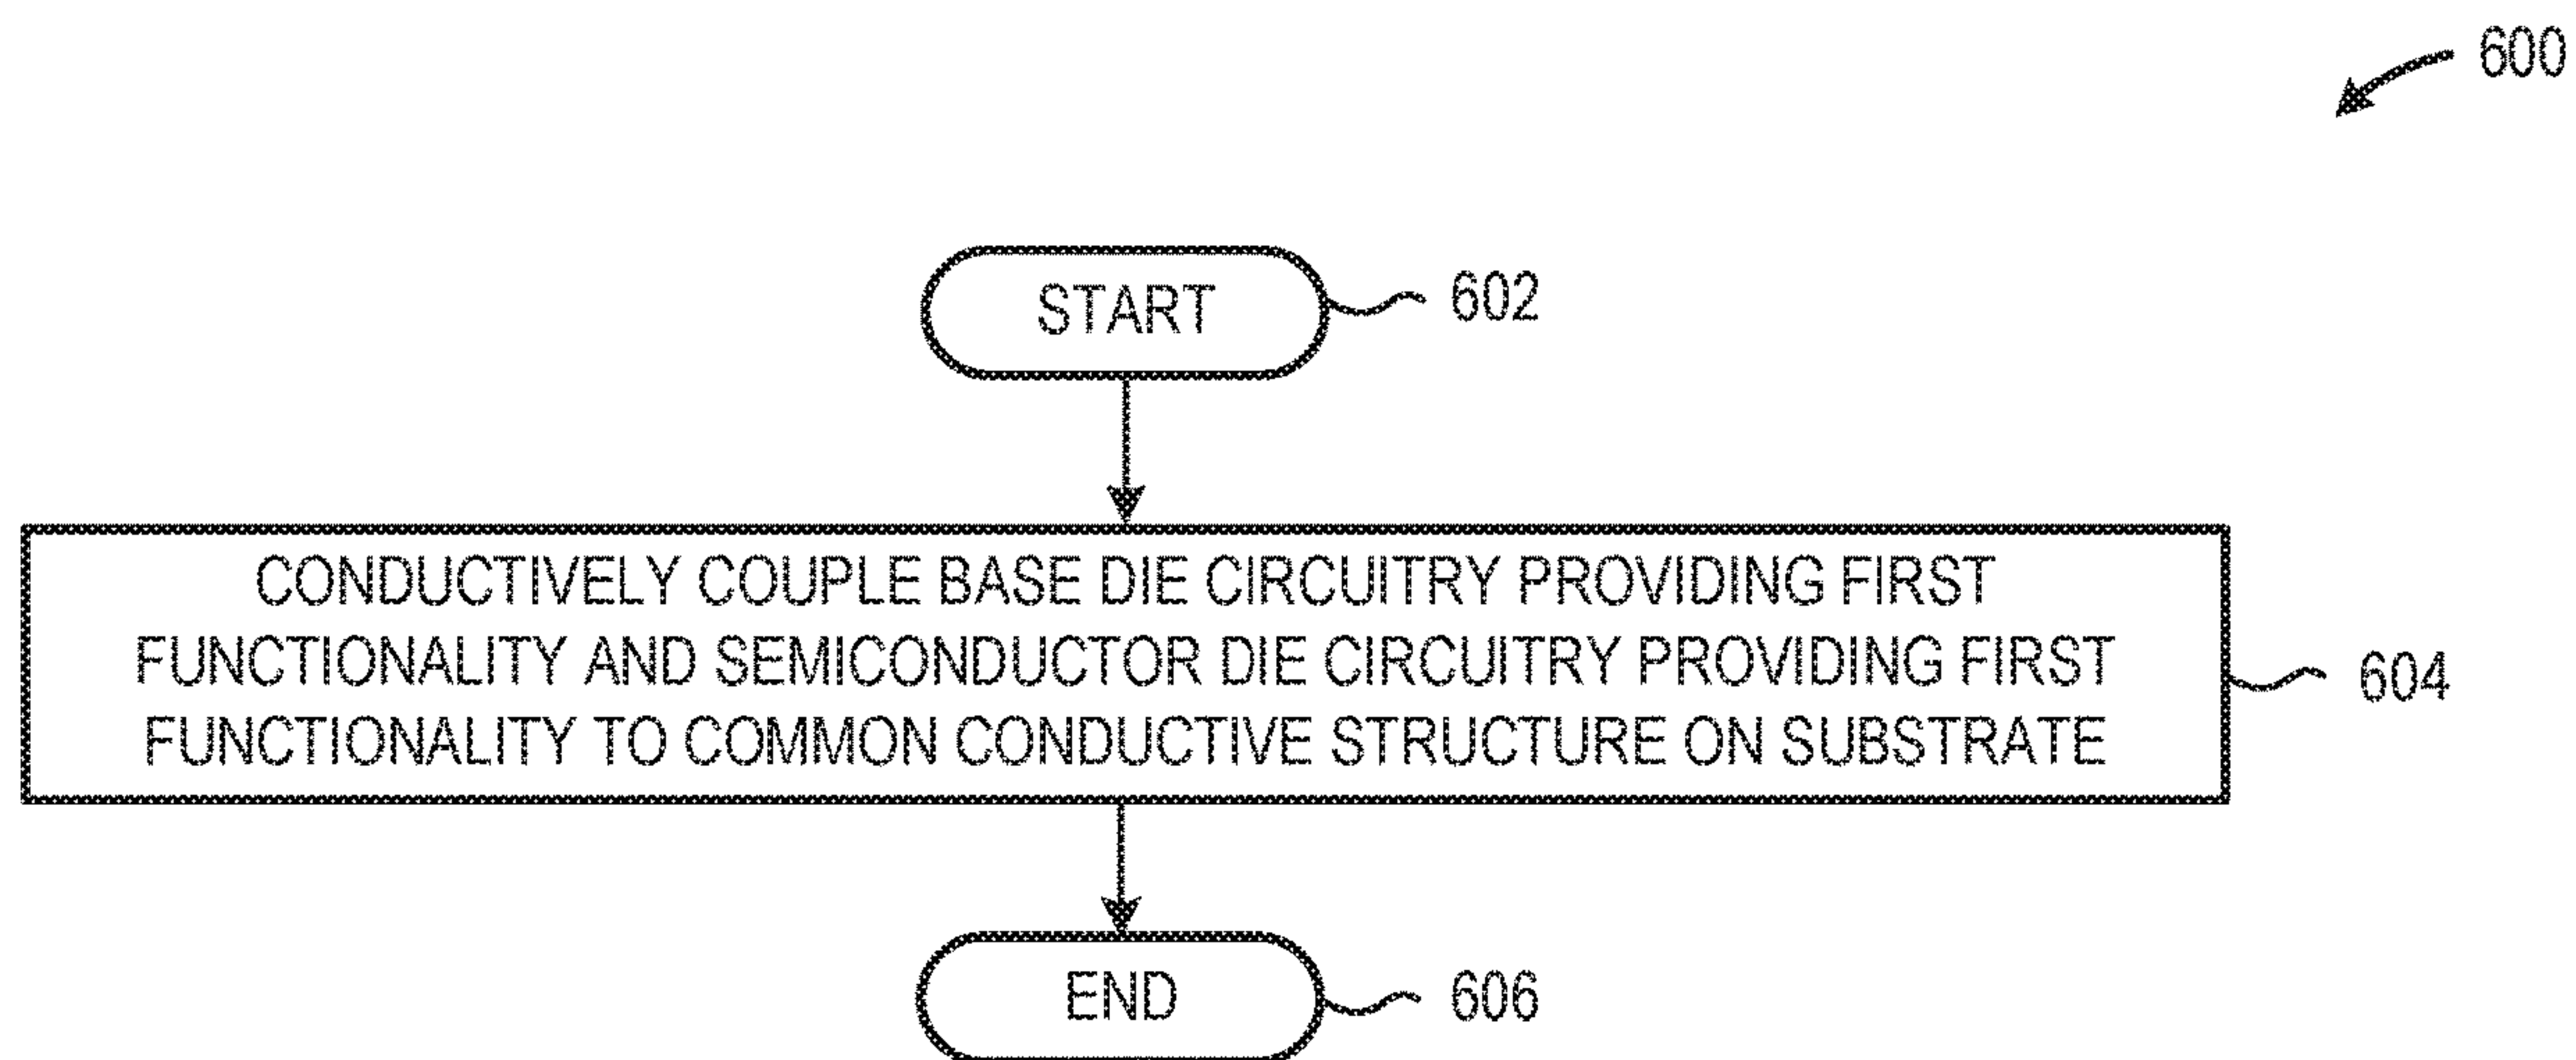 600
START
602
CONDUCTIVELY COUPLE BASE DIE CIRCUITRY PROVIDING FIRST
FUNCTIONALITY AND SEMICONDUCTOR DIE CIRCUITRY PROVIDING FIRST
FUNCTIONALITY TO COMMON CONDUCTIVE STRUCTURE ON SUBSTRATE
604
END
606